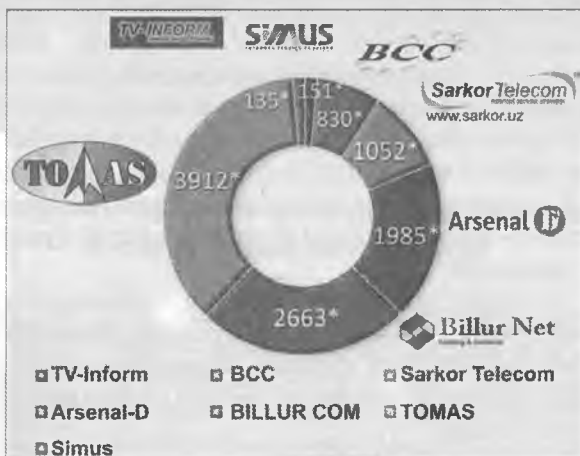 TV-INFORM
SIMUS
BCC
Sarkor Telecom
www.sarkor.uz
TOMAS
135*
151*
830*
1052*
3912*
1985*
Arsenal D
2663*
Billur Net
TV-Inform BCC Sarkor Telecom
Arsenal-D BILLUR COM TOMAS
Simus